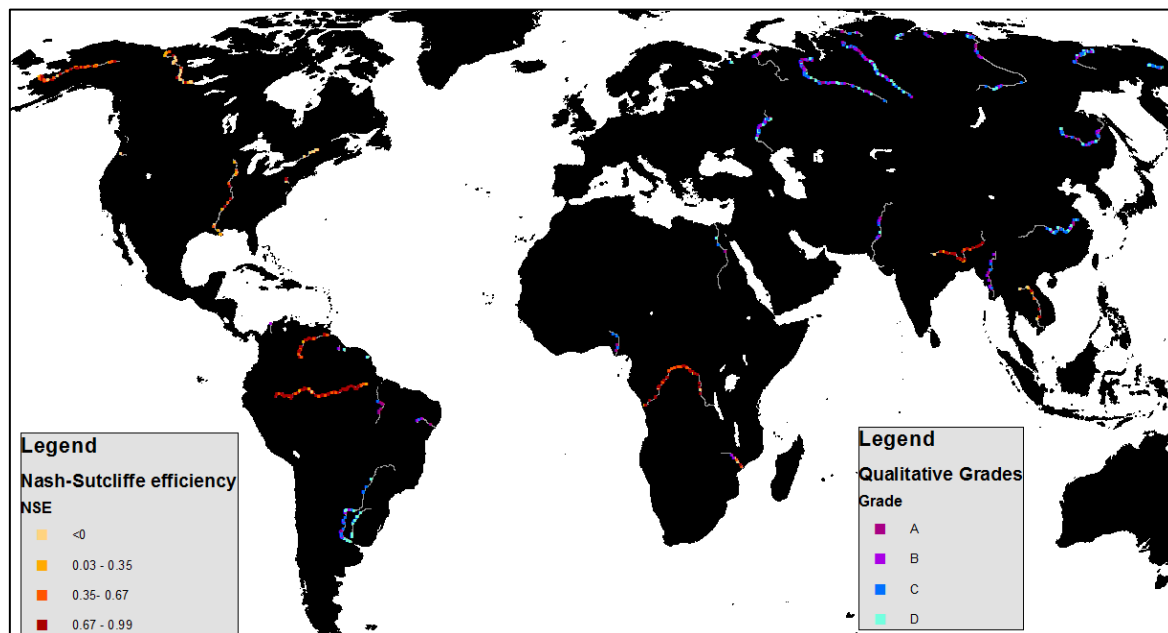 Legend
Nash-Sutcliffe efficiency
NSE
<0
0.03 - 0.35
0.35- 0.67
0.67 - 0.99
Legend
Qualitative Grades
Grade
A
B
C
D